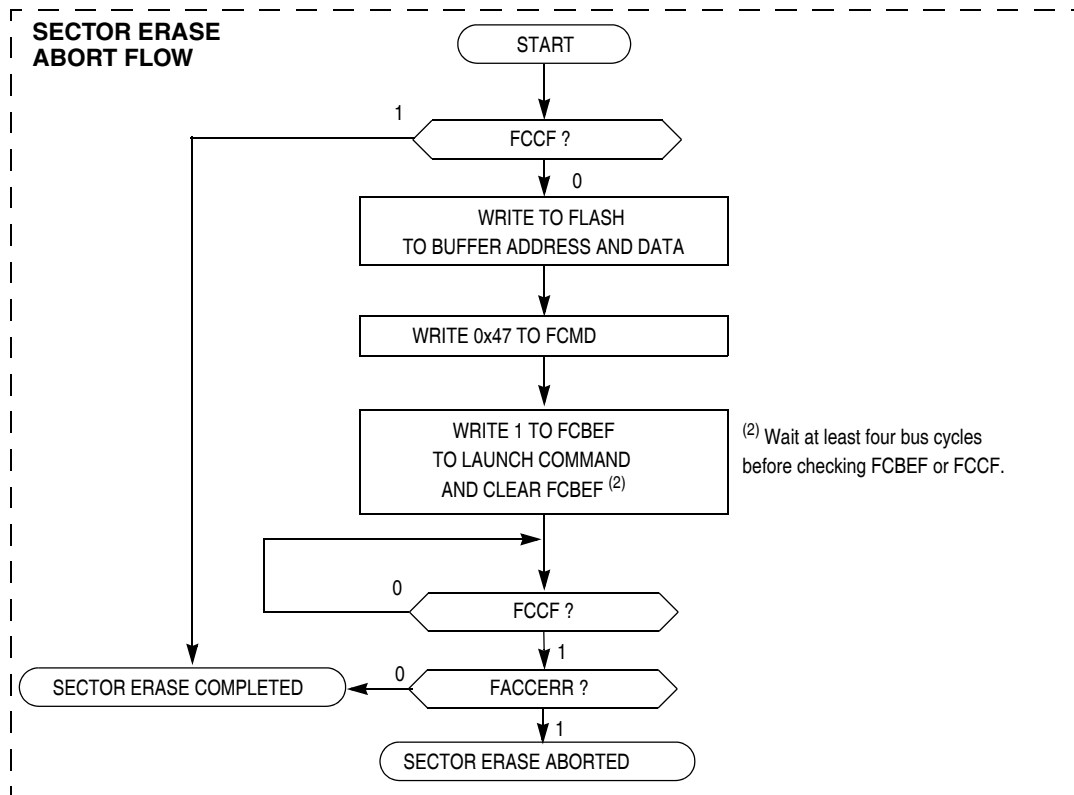 SECTOR ERASE
ABORT FLOW
START
1
FCCF ?
0
WRITE TO FLASH
TO BUFFER ADDRESS AND DATA
WRITE 0x47 TO FCMD
WRITE 1 TO FCBEF
TO LAUNCH COMMAND
AND CLEAR FCBEF (2)
(2) Wait at least four bus cycles
before checking FCBEF or FCCF.
0
FCCF ?
1
SECTOR ERASE COMPLETED
0
FACCERR ?
1
SECTOR ERASE ABORTED